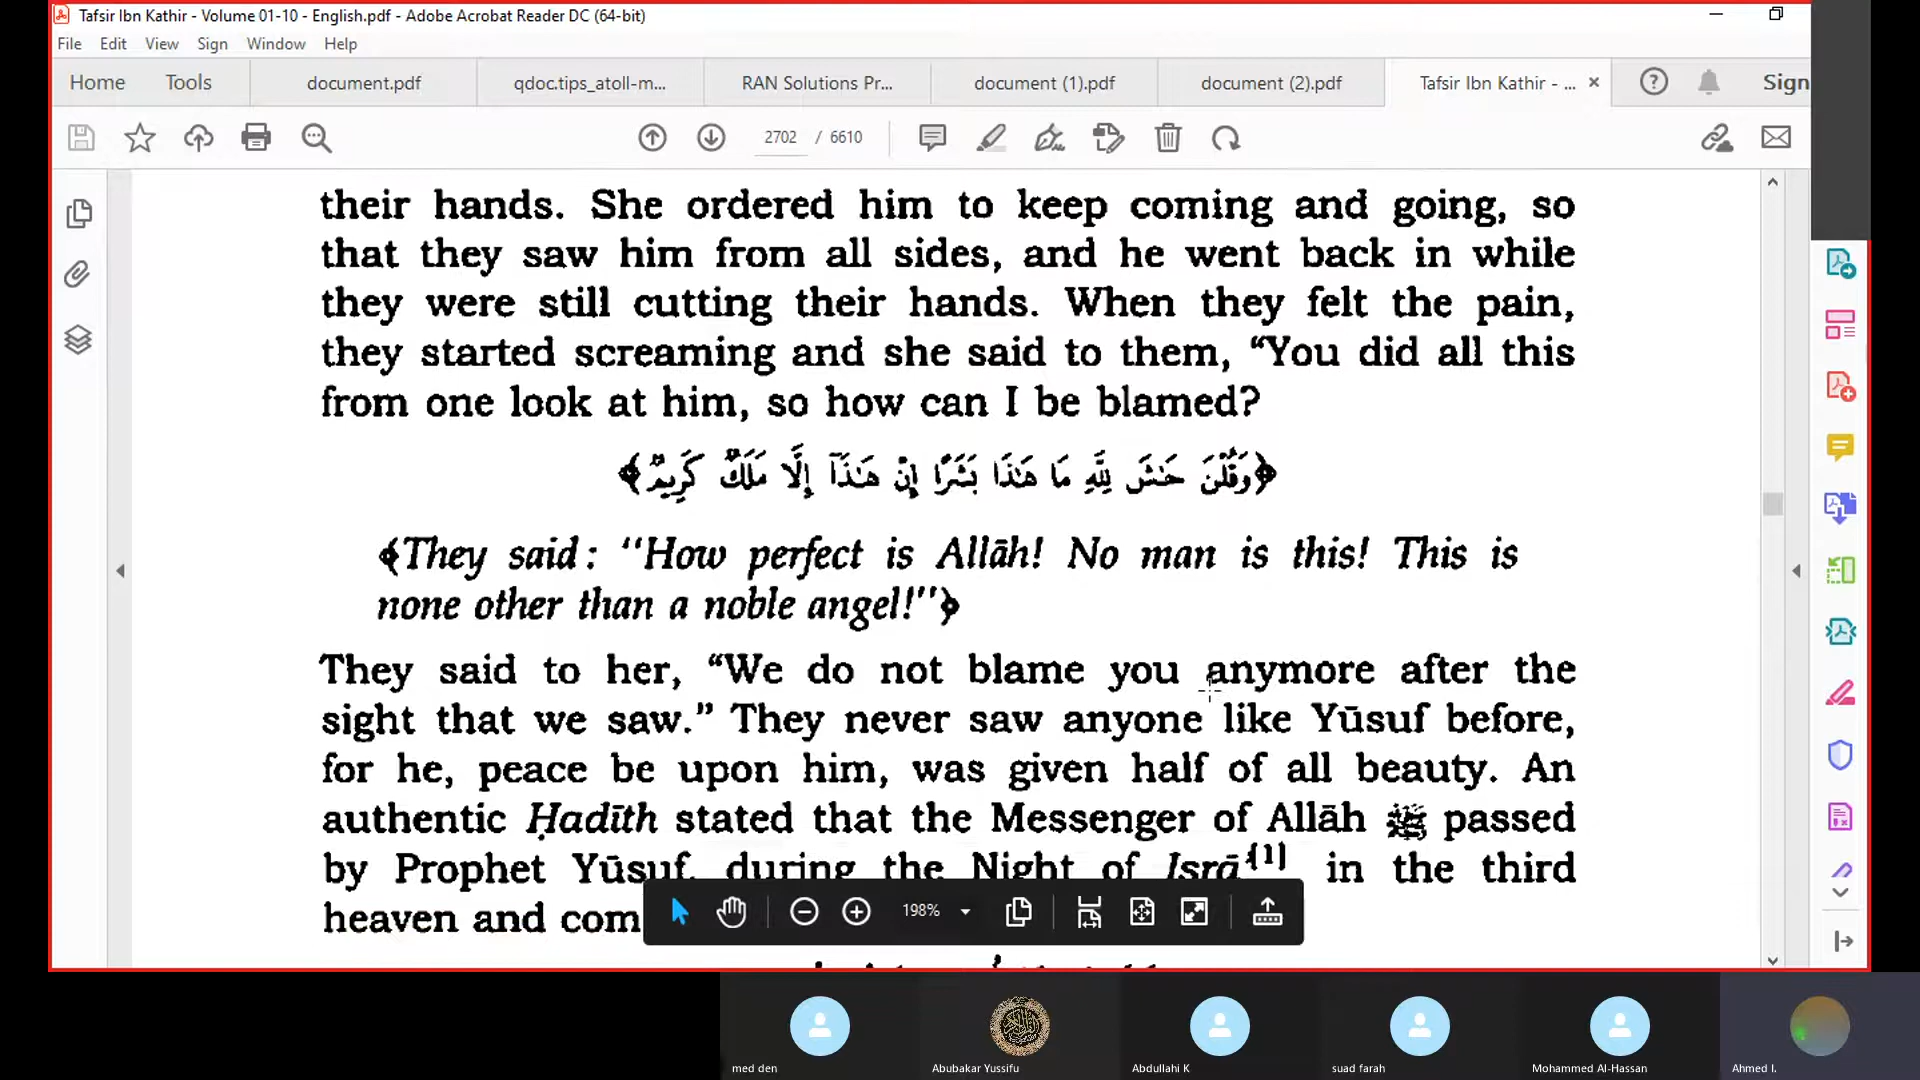 Tafsir Ibn Kathir - Volume 01-10 - English.pdf - Adobe Acrobat Reader DC (64-bit)
File Edit View Sign Window Help
Home Tools document.pdf qdoc.tips_atoll-m... RAN Solutions Pr... document (1).pdf document (2).pdf Tafsir Ibn Kathir - ... × Sign
2702 / 6610
their hands. She ordered him to keep coming and going, so
that they saw him from all sides, and he went back in while
they were still cutting their hands. When they felt the pain,
they started screaming and she said to them, “You did all this
from one look at him, so how can I be blamed?
﴿وَقُلْنَ حَـٰشَ لِلَّهِ مَا هَـٰذَا بَشَرًا إِنْ هَـٰذَآ إِلَّا مَلَكٌ كَرِيمٌ﴾
﴾They said: “How perfect is Allāh! No man is this! This is
none other than a noble angel!”﴿
They said to her, “We do not blame you anymore after the
sight that we saw.” They never saw anyone like Yūsuf before,
for he, peace be upon him, was given half of all beauty. An
authentic Ḥadīth stated that the Messenger of Allāh ﷺ passed
by Prophet Yūsuf, during the Night of Isrā[1] in the third
heaven and com
198%
med den Abubakar Yussifu Abdullahi K suad farah Mohammed Al-Hassan Ahmed I.